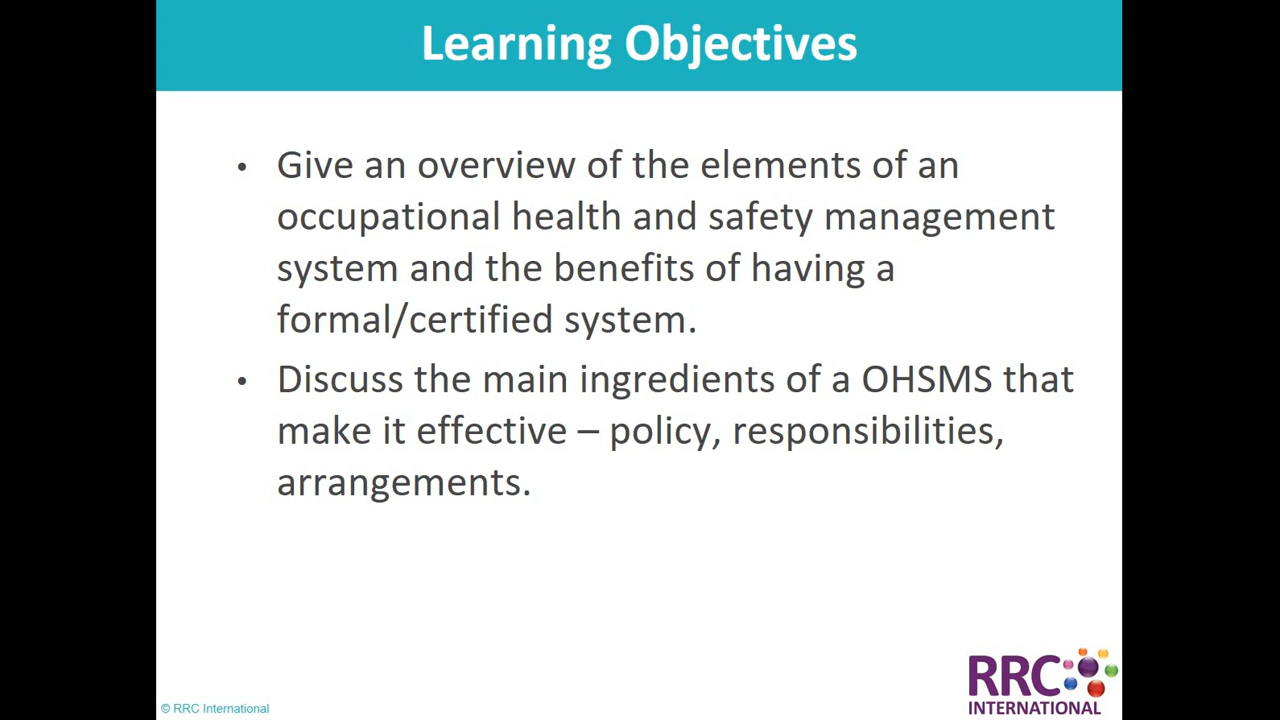 Learning Objectives
• Give an overview of the elements of an
occupational health and safety management
system and the benefits of having a
formal/certified system.
• Discuss the main ingredients of a OHSMS that
make it effective – policy, responsibilities,
arrangements.
© RRC International
RRC
INTERNATIONAL